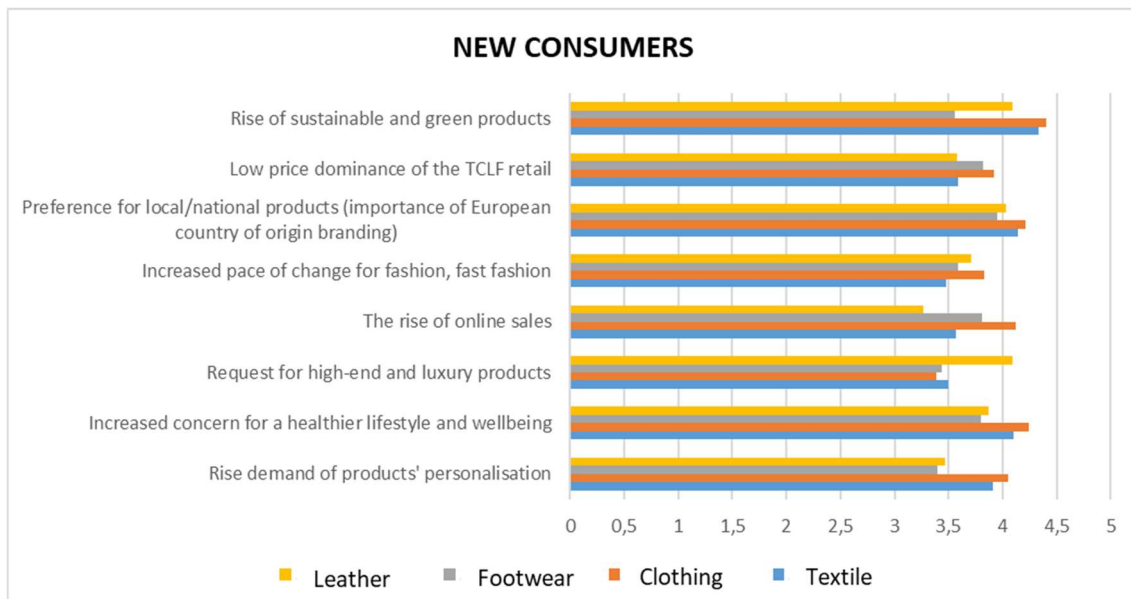 NEW CONSUMERS
Rise of sustainable and green products
Low price dominance of the TCLF retail
Preference for local/national products (importance of European
country of origin branding)
Increased pace of change for fashion, fast fashion
The rise of online sales
Request for high-end and luxury products
Increased concern for a healthier lifestyle and wellbeing
Rise demand of products' personalisation
0 0,5 1 1,5 2 2,5 3 3,5 4 4,5 5
Leather Footwear Clothing Textile